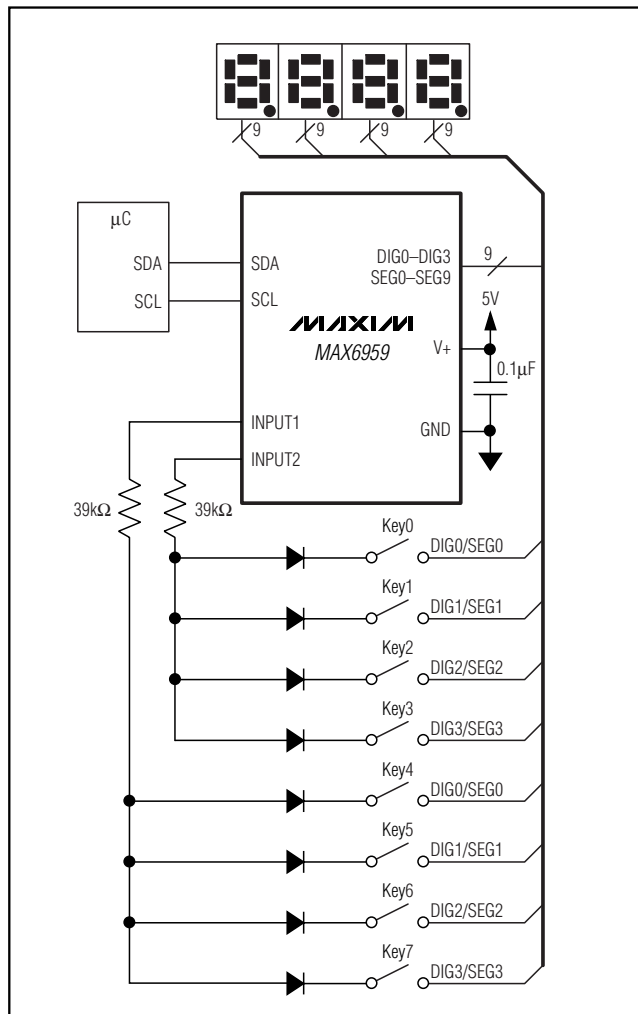 9 9 9 9
μC
SDA
SCL
SDA
SCL
DIG0–DIG3
SEG0–SEG9
9
5V
MAXIM
MAX6959
V+
0.1μF
GND
INPUT1
INPUT2
39kΩ
39kΩ
Key0
DIG0/SEG0
Key1
DIG1/SEG1
Key2
DIG2/SEG2
Key3
DIG3/SEG3
Key4
DIG0/SEG0
Key5
DIG1/SEG1
Key6
DIG2/SEG2
Key7
DIG3/SEG3